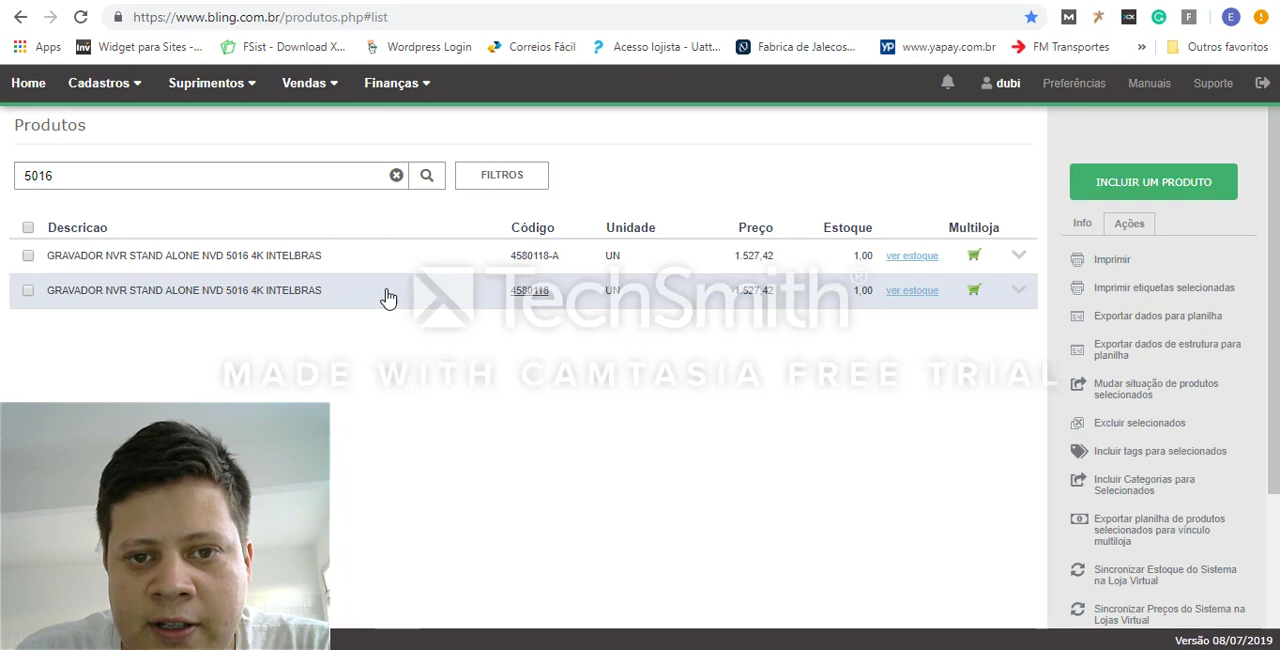 https://www.bling.com.br/produtos.php#list
Apps
Widget para Sites-...
FSist - Download X...
Wordpress Login
Correios Fácil
Acesso lojista - Uatt...
Fabrica de Jalecos...
www.yapay.com.br
FM Transportes
»
Outros favoritos
Home Cadastros Suprimentos Vendas Finanças dubi Preferências Manuais Suporte
Produtos
5016 FILTROS
INCLUIR UM PRODUTO
Info Ações
Descricao Código Unidade Preço Estoque Multiloja
GRAVADOR NVR STAND ALONE NVD 5016 4K INTELBRAS 4580118-A UN 1.527,42 1,00 ver estoque
GRAVADOR NVR STAND ALONE NVD 5016 4K INTELBRAS 4580118 UN 1.527,42 1,00 ver estoque
TechSmith®
MADE WITH CAMTASIA FREE TRIAL
Imprimir
Imprimir etiquetas selecionadas
Exportar dados para planilha
Exportar dados de estrutura para
planilha
Mudar situação de produtos
selecionados
Excluir selecionados
Incluir tags para selecionados
Incluir Categorias para
Selecionados
Exportar planilha de produtos
selecionados para vínculo
multiloja
Sincronizar Estoque do Sistema
na Loja Virtual
Sincronizar Preços do Sistema na
Lojas Virtual
Versão 08/07/2019